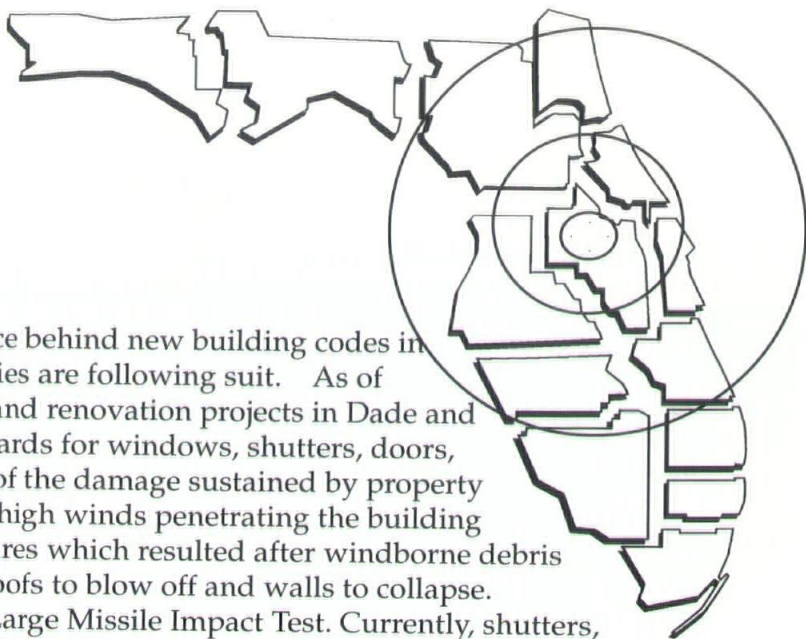 ce behind new building codes in
ies are following suit. As of
and renovation projects in Dade and
ards for windows, shutters, doors,
of the damage sustained by property
high winds penetrating the building
res which resulted after windborne debris
oofs to blow off and walls to collapse.
arge Missile Impact Test. Currently, shutters,